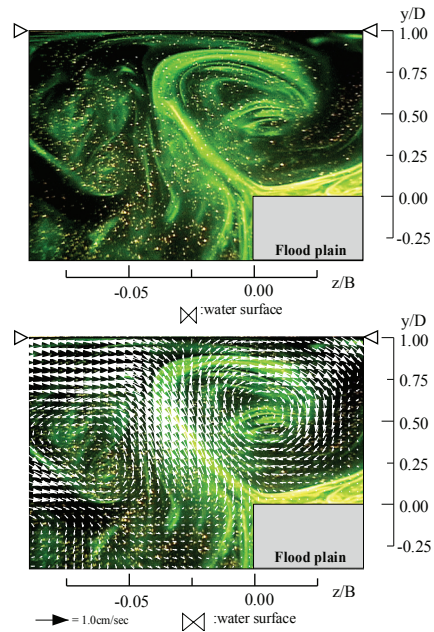 y/D
1.00
0.75
0.50
0.25
0.00
-0.25
Flood plain
-0.05 0.00
z/B
:water surface
y/D
1.00
0.75
0.50
0.25
0.00
-0.25
Flood plain
-0.05 0.00
z/B
= 1.0cm/sec :water surface